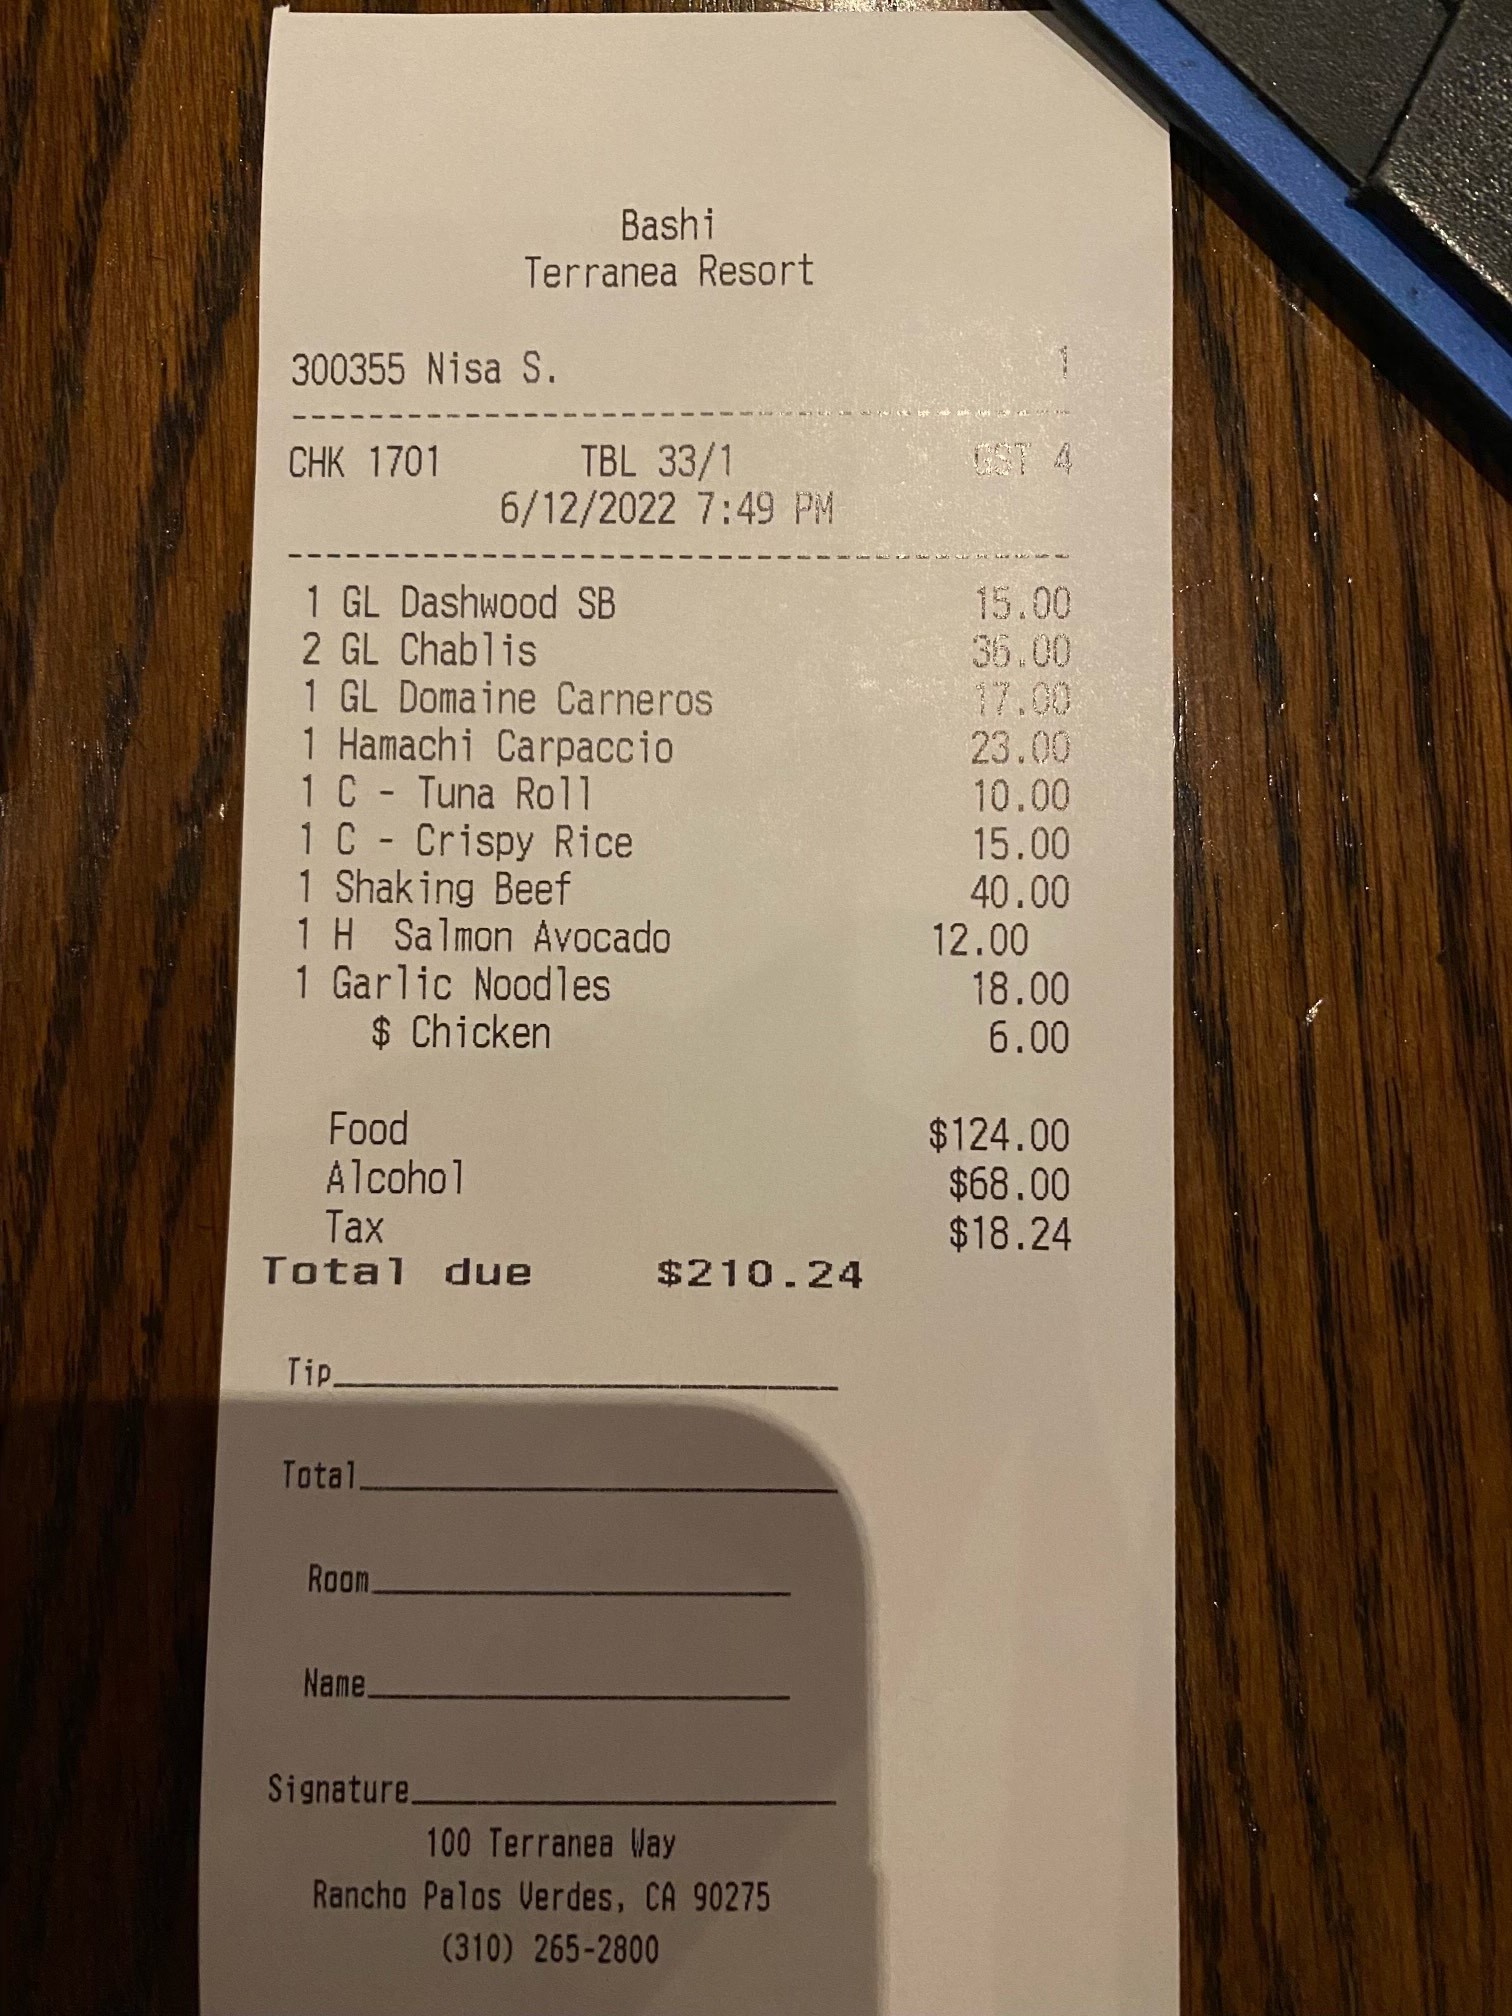 Bashi
Terranea Resort
300355 Nisa S. 1
--------------------------------------
CHK 1701 TBL 33/1 GST 4
6/12/2022 7:49 PM
--------------------------------------
1 GL Dashwood SB 15.00
2 GL Chablis 36.00
1 GL Domaine Carneros 17.00
1 Hamachi Carpaccio 23.00
1 C - Tuna Roll 10.00
1 C - Crispy Rice 15.00
1 Shaking Beef 40.00
1 H Salmon Avocado 12.00
1 Garlic Noodles 18.00
$ Chicken 6.00
Food $124.00
Alcohol $68.00
Tax $18.24
Total due $210.24
Tip
Total
Room
Name
Signature
100 Terranea Way
Rancho Palos Verdes, CA 90275
(310) 265-2800